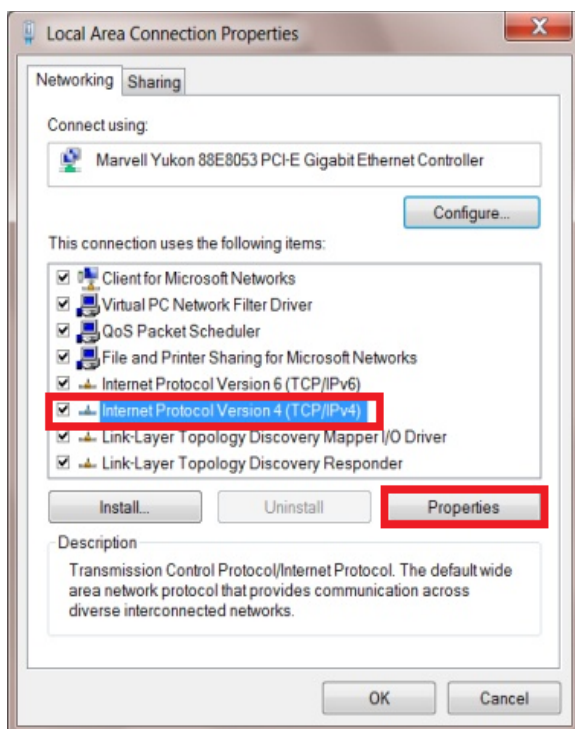 Local Area Connection Properties
X
Networking Sharing
Connect using:
Marvell Yukon 88E8053 PCI-E Gigabit Ethernet Controller
Configure...
This connection uses the following items:
Client for Microsoft Networks
Virtual PC Network Filter Driver
QoS Packet Scheduler
File and Printer Sharing for Microsoft Networks
Internet Protocol Version 6 (TCP/IPv6)
Internet Protocol Version 4 (TCP/IPv4)
Link-Layer Topology Discovery Mapper I/O Driver
Link-Layer Topology Discovery Responder
Install... Uninstall Properties
Description
Transmission Control Protocol/Internet Protocol. The default wide
area network protocol that provides communication across
diverse interconnected networks.
OK Cancel